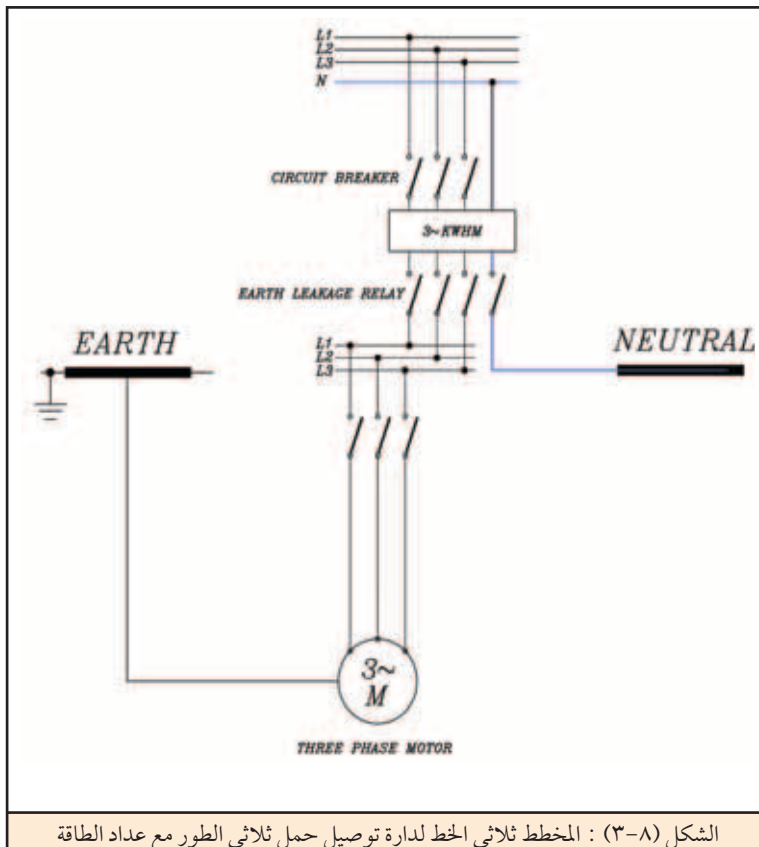 L1
L2
L3
N
CIRCUIT BREAKER
3~KWHM
EARTH LEAKAGE RELAY
EARTH
L1
L2
L3
NEUTRAL
3~
M
THREE PHASE MOTOR
الشكل (٨-٣) : المخطط ثلاثي الخط لدارة توصيل حمل ثلاثي الطور مع عداد الطاقة